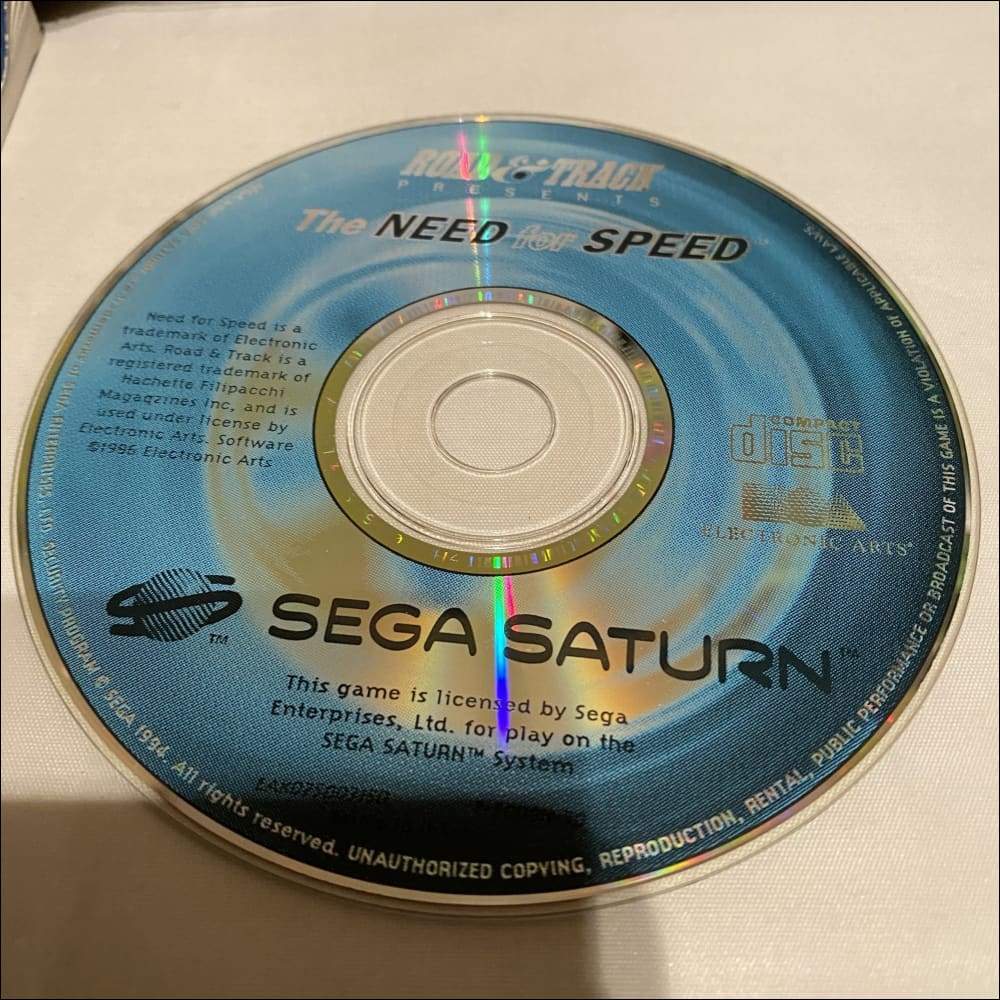 ROAD & TRACK
PRESENTS
The NEED for SPEED
Need for Speed is a
trademark of Electronic
Arts. Road & Track is a
registered trademark of
Hachette Filipacchi
Magaqzines inc, and is
used under license by
Electronic Arts. Software
©1996 Electronic Arts
COMPACT
disc
EA
ELECTRONIC ARTS®
SEGA SATURN™
TM
This game is licensed by Sega
Enterprises, Ltd. for play on the
SEGA SATURN™ System
SECURITY PROGRAM © SEGA 1994. All rights reserved. UNAUTHORIZED COPYING, REPRODUCTION, RENTAL, PUBLIC PERFORMANCE OR BROADCAST OF THIS GAME IS A VIOLATION OF APPLICABLE LAWS.